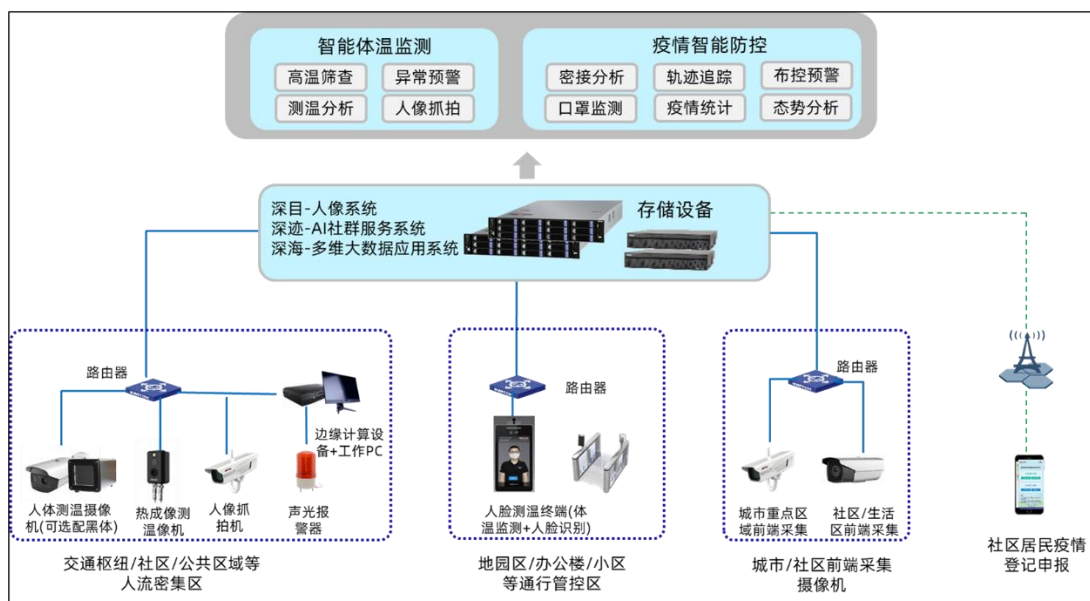 智能体温监测
高温筛查
异常预警
测温分析
人像抓拍
疫情智能防控
密接分析
轨迹追踪
布控预警
口罩监测
疫情统计
态势分析
深目-人像系统
深迹-AI社群服务系统
深海-多维大数据应用系统
存储设备
路由器
边缘计算设
备+工作PC
人体测温摄像
机(可选配黑体)
热成像测
温像机
人像抓
拍机
声光报
警器
交通枢纽/社区/公共区域等
人流密集区
路由器
人脸测温终端(体
温监测+人脸识别)
地园区/办公楼/小区
等通行管控区
路由器
城市重点区
域前端采集
社区/生活
区前端采集
城市/社区前端采集
摄像机
社区居民疫情
登记申报